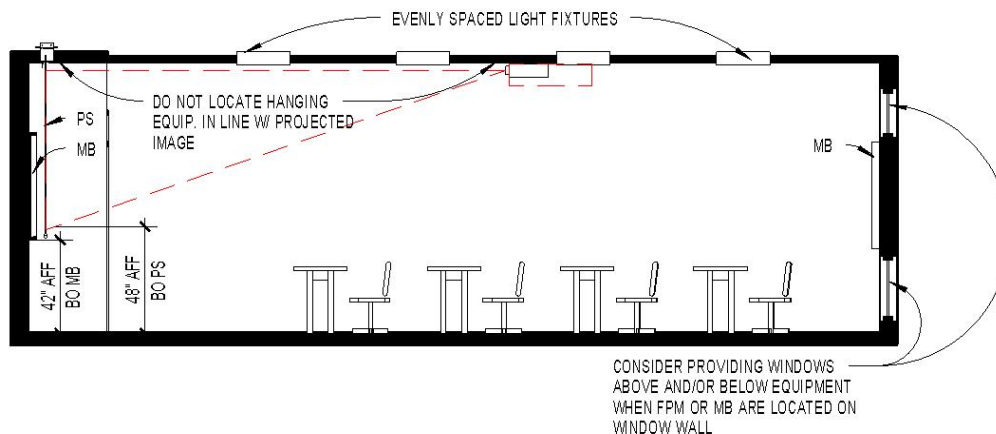 EVENLY SPACED LIGHT FIXTURES
DO NOT LOCATE HANGING
EQUIP. IN LINE W/ PROJECTED
IMAGE
PS
MB
MB
42" AFF
BO MB
48" AFF
BO PS
CONSIDER PROVIDING WINDOWS
ABOVE AND/OR BELOW EQUIPMENT
WHEN FPM OR MB ARE LOCATED ON
WINDOW WALL